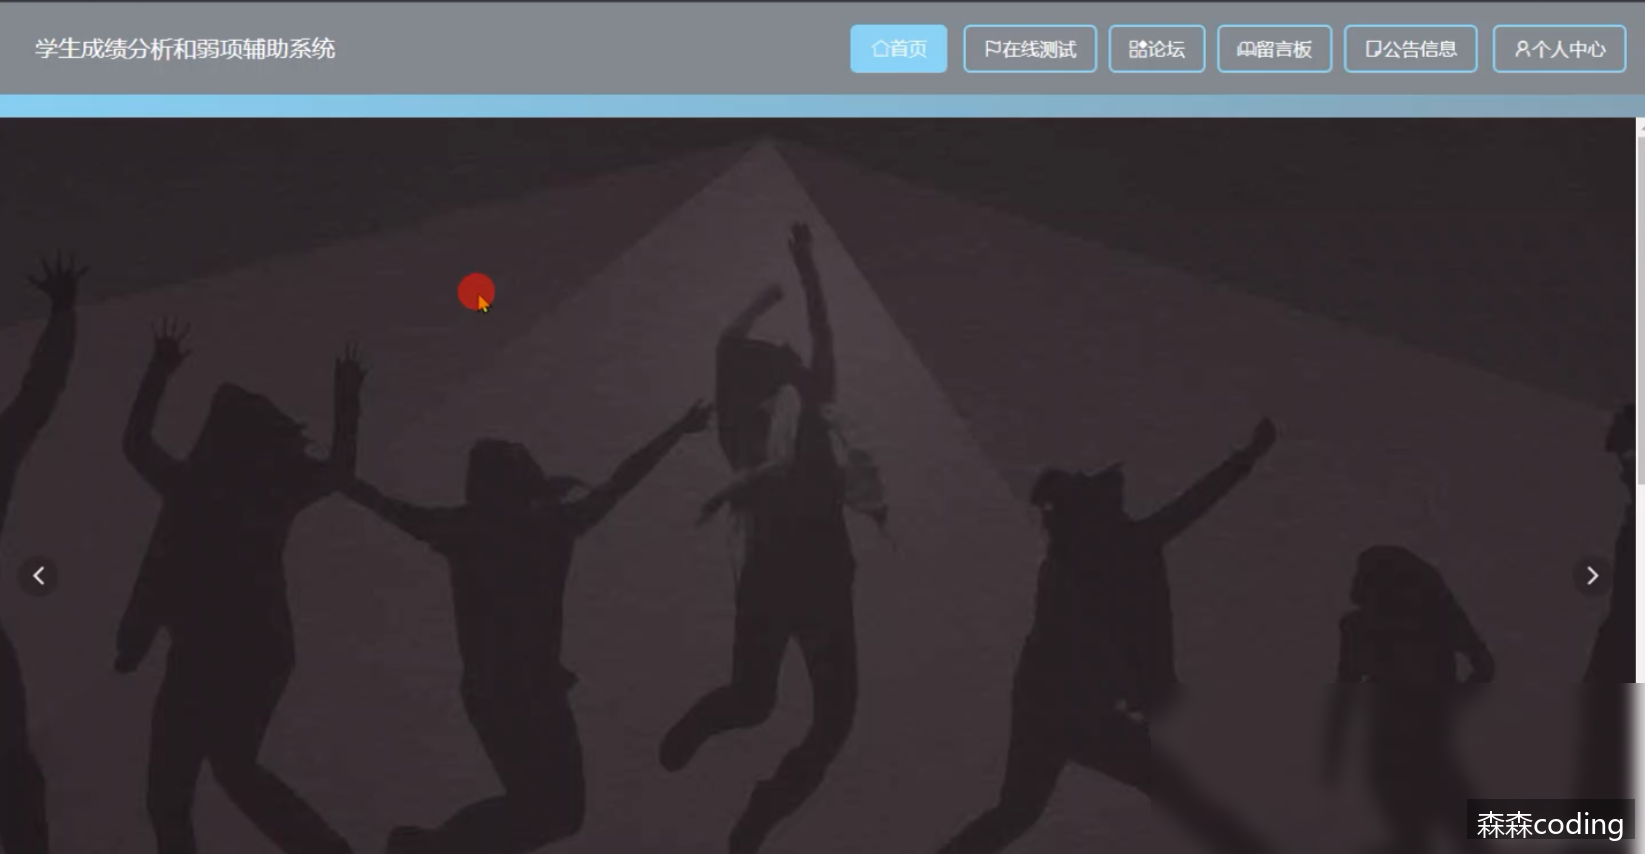 学生成绩分析和弱项辅助系统
首页 在线测试 论坛 留言板 公告信息 个人中心
森森coding